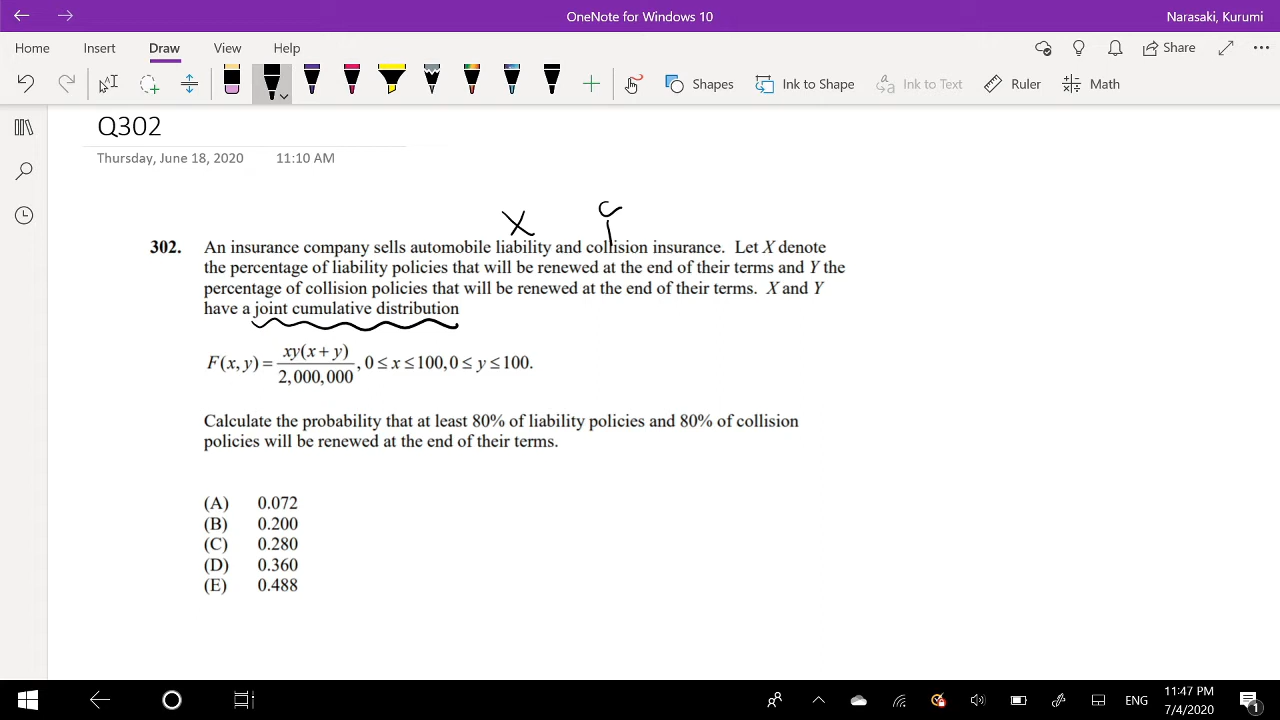 OneNote for Windows 10
Narasaki, Kurumi
Home Insert Draw View Help Share
Shapes Ink to Shape Ink to Text Ruler Math
Q302
Thursday, June 18, 2020 11:10 AM
X Y
302. An insurance company sells automobile liability and collision insurance. Let X denote
the percentage of liability policies that will be renewed at the end of their terms and Y the
percentage of collision policies that will be renewed at the end of their terms. X and Y
have a joint cumulative distribution
F(x, y) = xy(x + y) / 2,000,000, 0 ≤ x ≤ 100, 0 ≤ y ≤ 100.
Calculate the probability that at least 80% of liability policies and 80% of collision
policies will be renewed at the end of their terms.
(A) 0.072
(B) 0.200
(C) 0.280
(D) 0.360
(E) 0.488
ENG
11:47 PM
7/4/2020
1